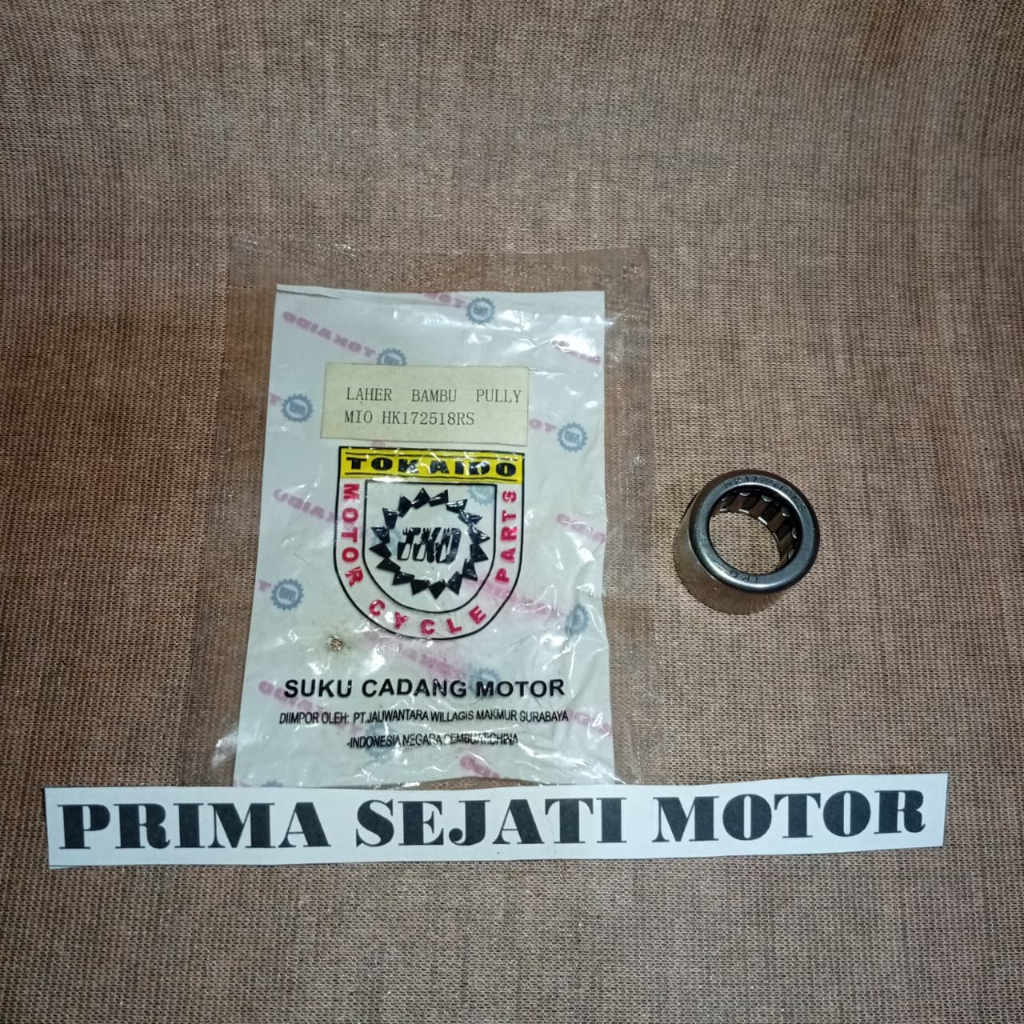 LAHER BAMBU PULLY
MIO HK172518RS
TOKAIDO
MOTOR CYCLE PARTS
TKD
SUKU CADANG MOTOR
DIIMPOR OLEH: PT.JAUWANTARA WILLAGIS MAKMUR SURABAYA
-INDONESIA NEGARA PEMBUAT:CHINA
PRIMA SEJATI MOTOR